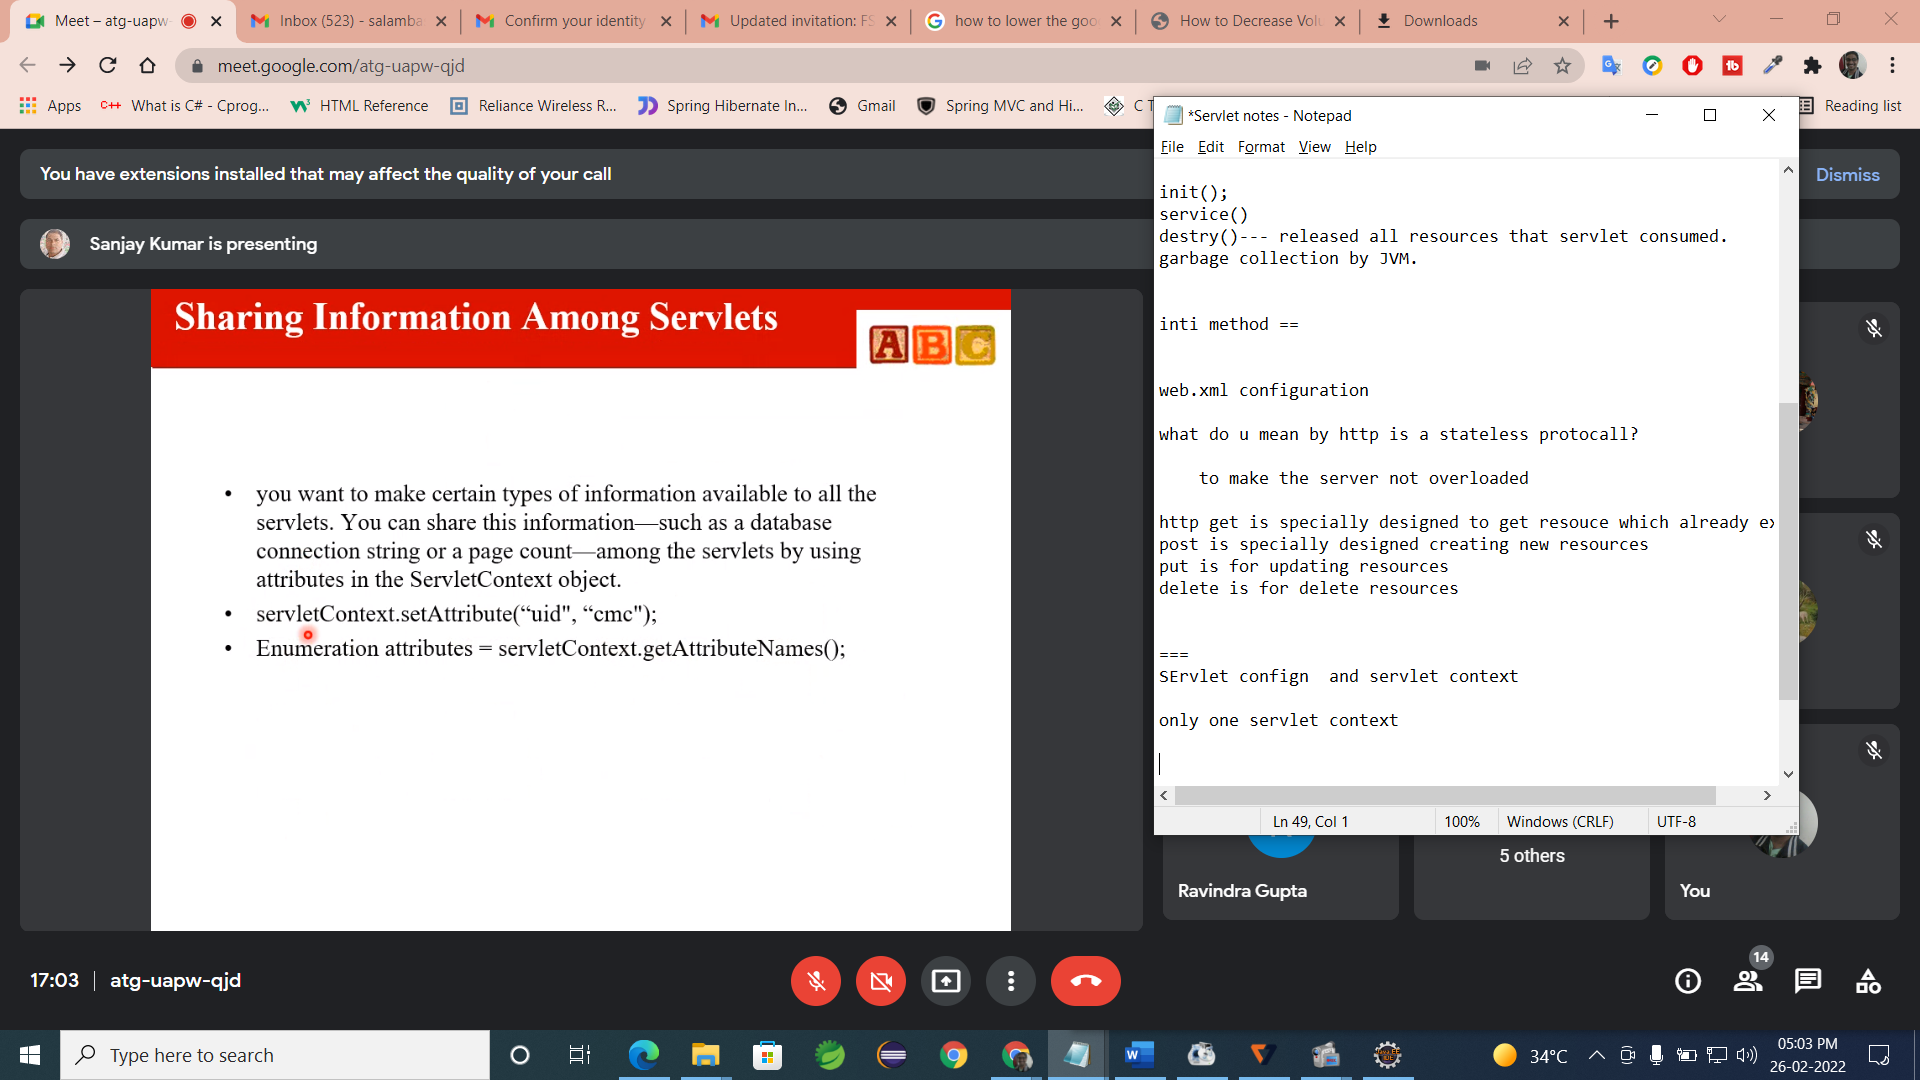 Meet – atg-uapw-
Inbox (523) - salamba
Confirm your identity
Updated invitation: FS
how to lower the goo
How to Decrease Volu
Downloads
meet.google.com/atg-uapw-qjd
Apps
What is C# - Cprog...
HTML Reference
Reliance Wireless R...
Spring Hibernate In...
Gmail
Spring MVC and Hi...
C T
Reading list
You have extensions installed that may affect the quality of your call
Dismiss
Sanjay Kumar is presenting
Sharing Information Among Servlets
A B C
• you want to make certain types of information available to all the
servlets. You can share this information—such as a database
connection string or a page count—among the servlets by using
attributes in the ServletContext object.
• servletContext.setAttribute(“uid", “cmc");
• Enumeration attributes = servletContext.getAttributeNames();
*Servlet notes - Notepad
File Edit Format View Help
init();
service()
destry()--- released all resources that servlet consumed.
garbage collection by JVM.
inti method ==
web.xml configuration
what do u mean by http is a stateless protocall?
to make the server not overloaded
http get is specially designed to get resouce which already ex
post is specially designed creating new resources
put is for updating resources
delete is for delete resources
===
SErvlet confign  and servlet context
only one servlet context
Ln 49, Col 1
100%
Windows (CRLF)
UTF-8
Ravindra Gupta
5 others
You
17:03 | atg-uapw-qjd
14
Type here to search
34°C
05:03 PM
26-02-2022